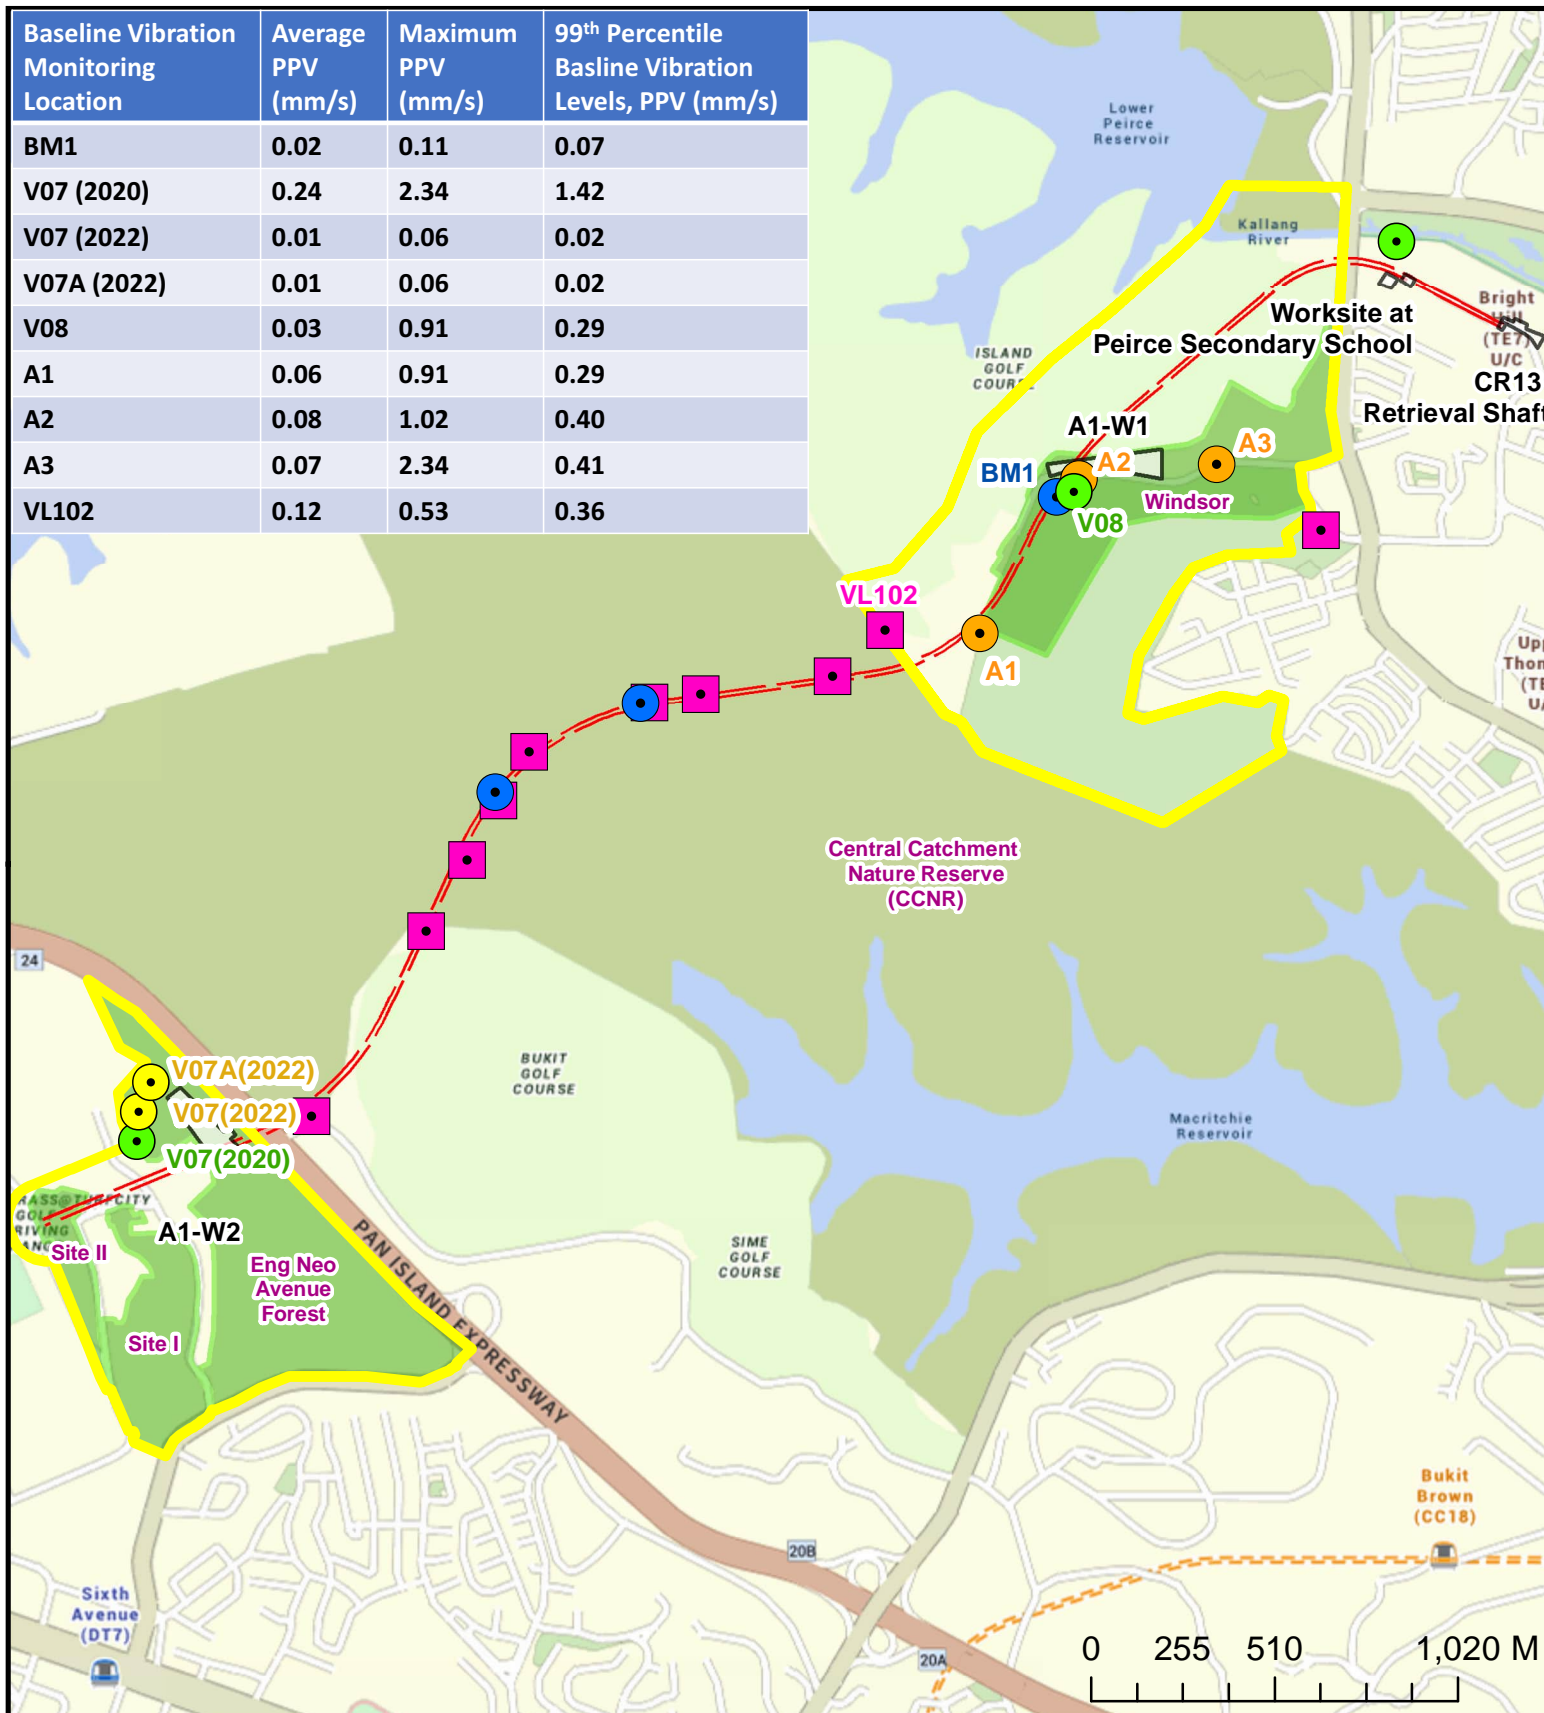 Baseline Vibration Monitoring Location | Average PPV (mm/s) | Maximum PPV (mm/s) | 99th Percentile Basline Vibration Levels, PPV (mm/s)
BM1 | 0.02 | 0.11 | 0.07
V07 (2020) | 0.24 | 2.34 | 1.42
V07 (2022) | 0.01 | 0.06 | 0.02
V07A (2022) | 0.01 | 0.06 | 0.02
V08 | 0.03 | 0.91 | 0.29
A1 | 0.06 | 0.91 | 0.29
A2 | 0.08 | 1.02 | 0.40
A3 | 0.07 | 2.34 | 0.41
VL102 | 0.12 | 0.53 | 0.36
Lower
Peirce
Reservoir
Kallang
River
Bright
(TE7)
U/C
Worksite at
Peirce Secondary School
CR13
Retrieval Shaft
ISLAND
GOLF
COURSE
A1-W1
A2
A3
BM1
Windsor
V08
VL102
A1
Central Catchment
Nature Reserve
(CCNR)
24
BUKIT
GOLF
COURSE
V07A(2022)
V07(2022)
V07(2020)
Macritchie
Reservoir
A1-W2
Site II
Eng Neo
Avenue
Forest
Site I
SIME
GOLF
COURSE
PAN ISLAND EXPRESSWAY
Bukit
Brown
(CC18)
20B
Sixth
Avenue
(DT7)
20A
0 255 510 1,020 M